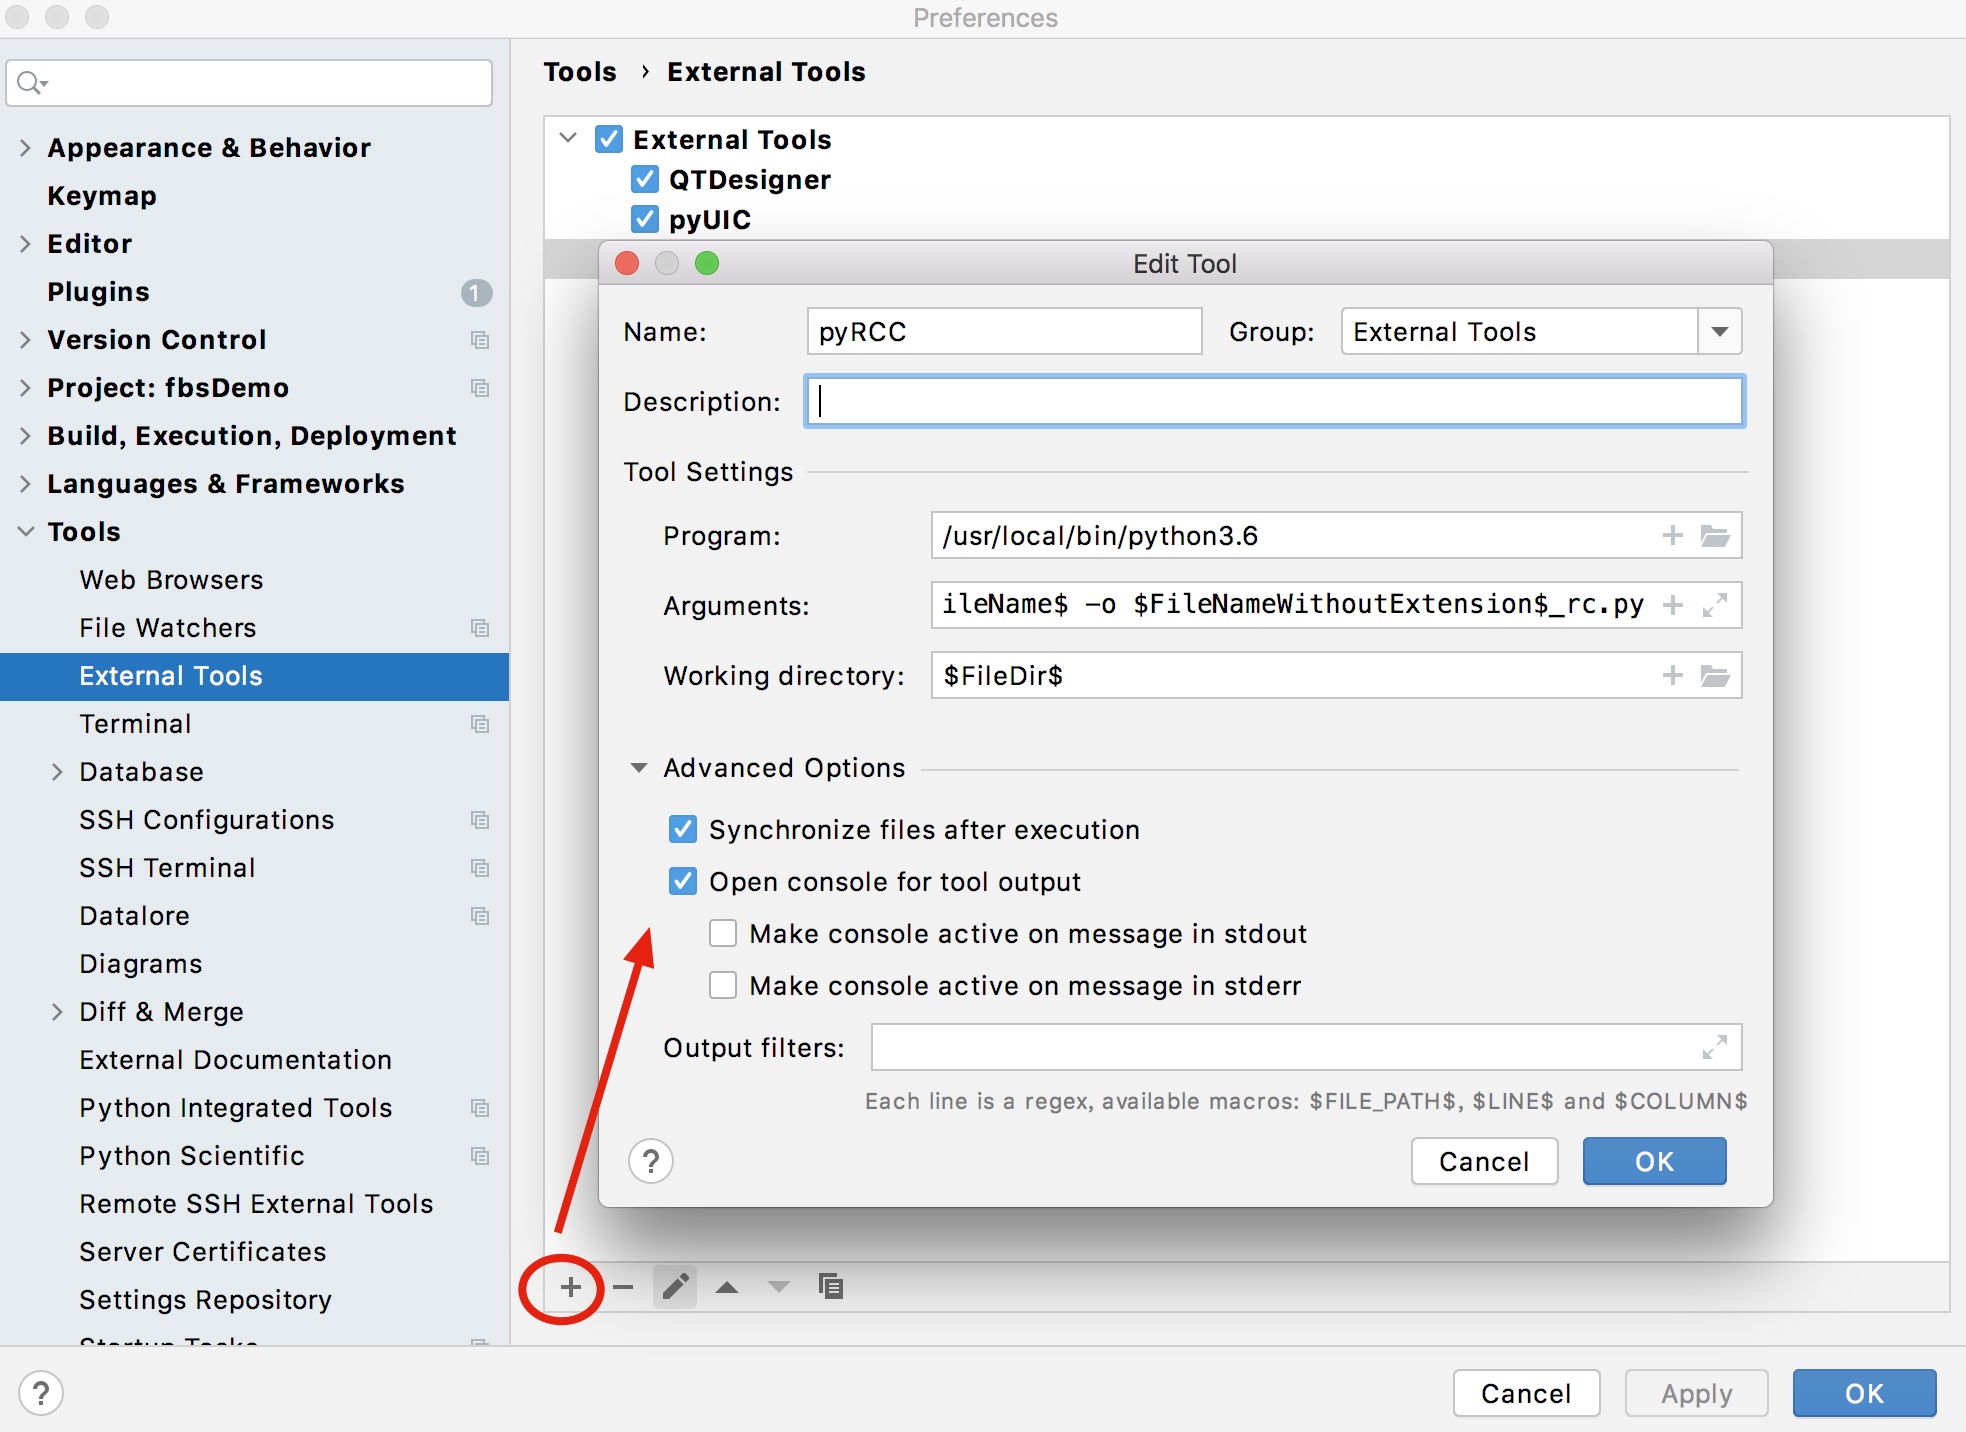 Preferences
Tools › External Tools
Appearance & Behavior
Keymap
Editor
Plugins 1
Version Control
Project: fbsDemo
Build, Execution, Deployment
Languages & Frameworks
Tools
Web Browsers
File Watchers
External Tools
Terminal
Database
SSH Configurations
SSH Terminal
Datalore
Diagrams
Diff & Merge
External Documentation
Python Integrated Tools
Python Scientific
Remote SSH External Tools
Server Certificates
Settings Repository
Startup Tasks
External Tools
QTDesigner
pyUIC
Edit Tool
Name: pyRCC Group: External Tools
Description:
Tool Settings
Program: /usr/local/bin/python3.6
Arguments: ileName$ -o $FileNameWithoutExtension$_rc.py
Working directory: $FileDir$
Advanced Options
Synchronize files after execution
Open console for tool output
Make console active on message in stdout
Make console active on message in stderr
Output filters:
Each line is a regex, available macros: $FILE_PATH$, $LINE$ and $COLUMN$
? Cancel OK
? Cancel Apply OK